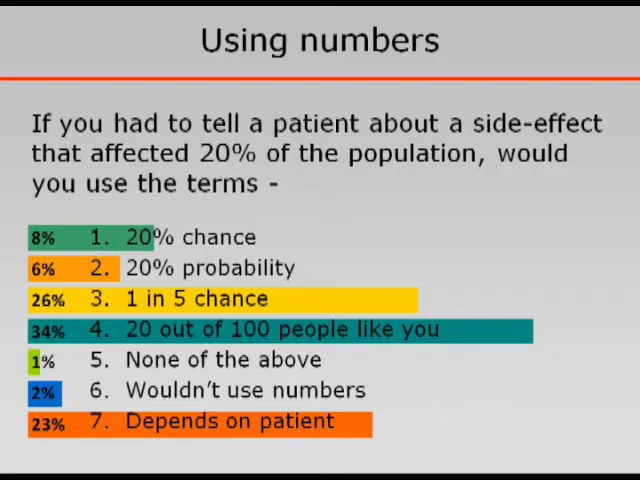 Using numbers
If you had to tell a patient about a side-effect
that affected 20% of the population, would
you use the terms -
8% 1. 20% chance
6% 2. 20% probability
26% 3. 1 in 5 chance
34% 4. 20 out of 100 people like you
1% 5. None of the above
2% 6. Wouldn't use numbers
23% 7. Depends on patient